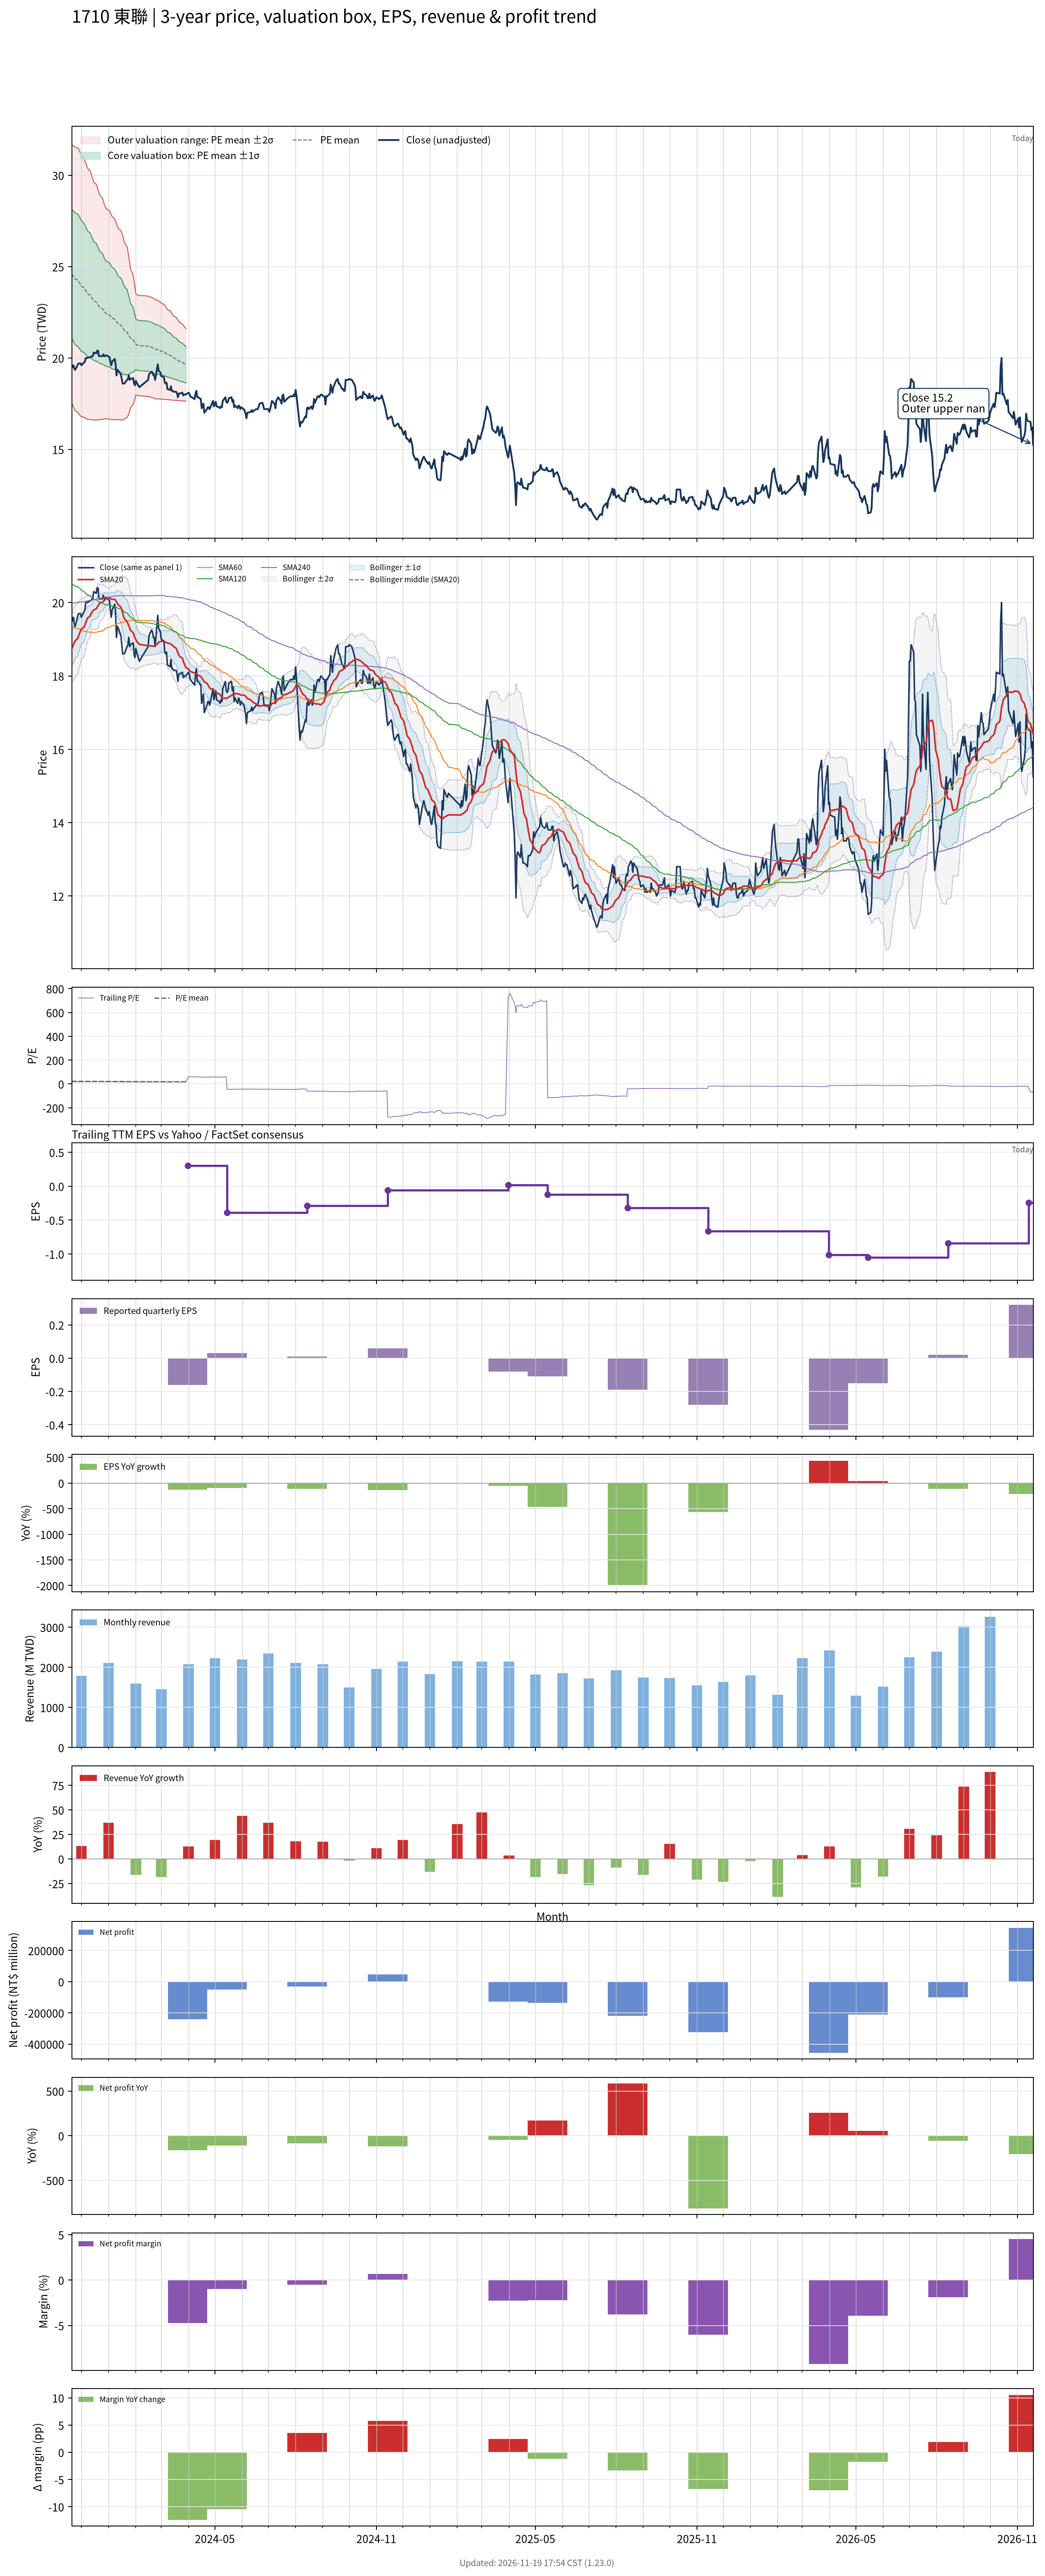 1710 東聯 | 3-year price, valuation box, EPS, revenue & profit trend
Outer valuation range: PE mean ±2σ
Core valuation box: PE mean ±1σ
PE mean
Close (unadjusted)
Today
Price (TWD)
30
25
20
15
Close 15.2
Outer upper nan
Close (same as panel 1)
SMA20
SMA60
SMA120
SMA240
Bollinger ±2σ
Bollinger ±1σ
Bollinger middle (SMA20)
Price
20
18
16
14
12
Trailing P/E
P/E mean
P/E
800
600
400
200
0
-200
Trailing TTM EPS vs Yahoo / FactSet consensus
Today
EPS
0.5
0.0
-0.5
-1.0
Reported quarterly EPS
EPS
0.2
0.0
-0.2
-0.4
EPS YoY growth
YoY (%)
500
0
-500
-1000
-1500
-2000
Monthly revenue
Revenue (M TWD)
3000
2000
1000
0
Revenue YoY growth
YoY (%)
75
50
25
0
-25
Month
Net profit
Net profit (NT$ million)
200000
0
-200000
-400000
Net profit YoY
YoY (%)
500
0
-500
Net profit margin
Margin (%)
5
0
-5
Margin YoY change
Δ margin (pp)
10
5
0
-5
-10
2024-05
2024-11
2025-05
2025-11
2026-05
2026-11
Updated: 2026-11-19 17:54 CST (1.23.0)